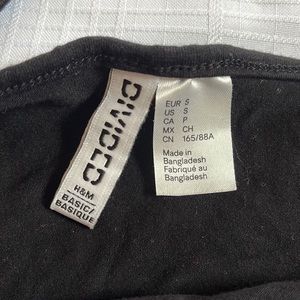 DIVIDED
H&M
BASIC/
BASIQUE
EUR S
US S
CA P
MX CH
CN 165/88A
Made in
Bangladesh
Fabriqué au
Bangladesh